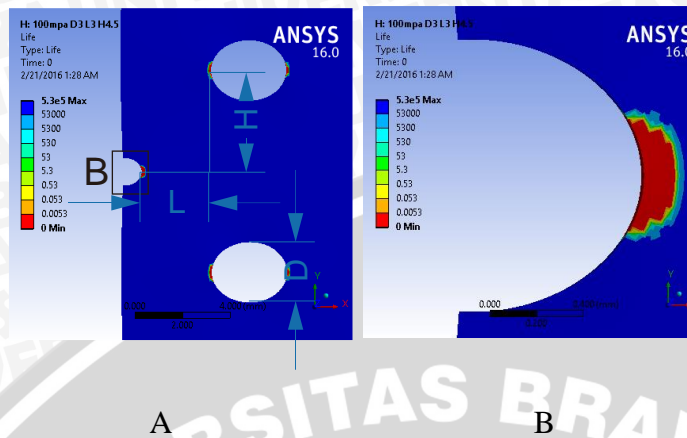 H: 100mpa D3 L3 H4.5
Life
Type: Life
Time: 0
2/21/2016 1:28 AM
5.3e5 Max
53000
5300
530
53
5.3
0.53
0.053
0.0053
0 Min
ANSYS
16.0
B
H
L
D
0.000
2.000
Y
X
H: 100mpa D3 L3 H4.5
Life
Type: Life
Time: 0
2/21/2016 1:28 AM
5.3e5 Max
53000
5300
530
53
5.3
0.53
0.053
0.0053
0 Min
ANSYS
16.0
0.000
0.100
Y
X
A
B
RSITAS BRA